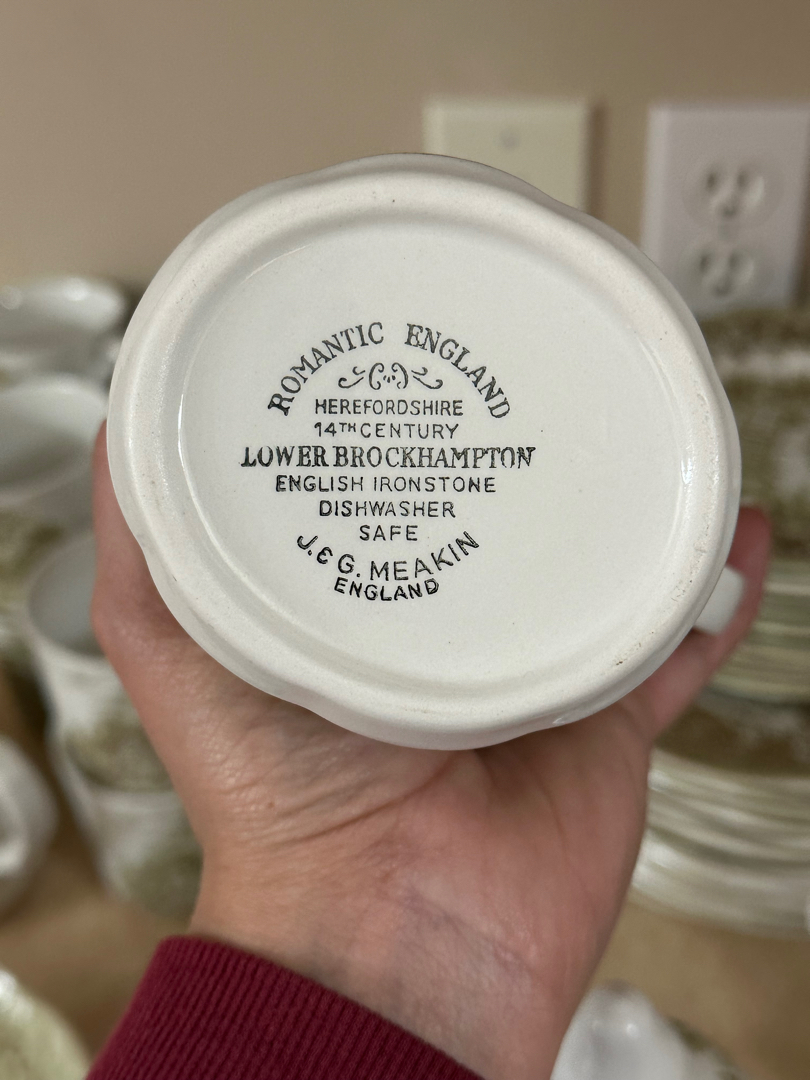 ROMANTIC ENGLAND
HEREFORDSHIRE
14TH CENTURY
LOWER BROCKHAMPTON
ENGLISH IRONSTONE
DISHWASHER
SAFE
J. & G. MEAKIN
ENGLAND